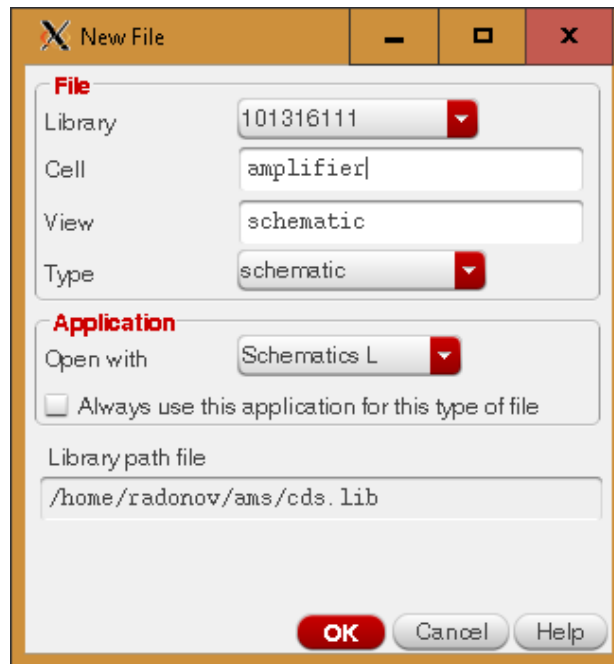 New File
File
Library 101316111
Cell amplifier
View schematic
Type schematic
Application
Open with Schematics L
Always use this application for this type of file
Library path file
/home/radonov/ams/cds.lib
OK Cancel Help